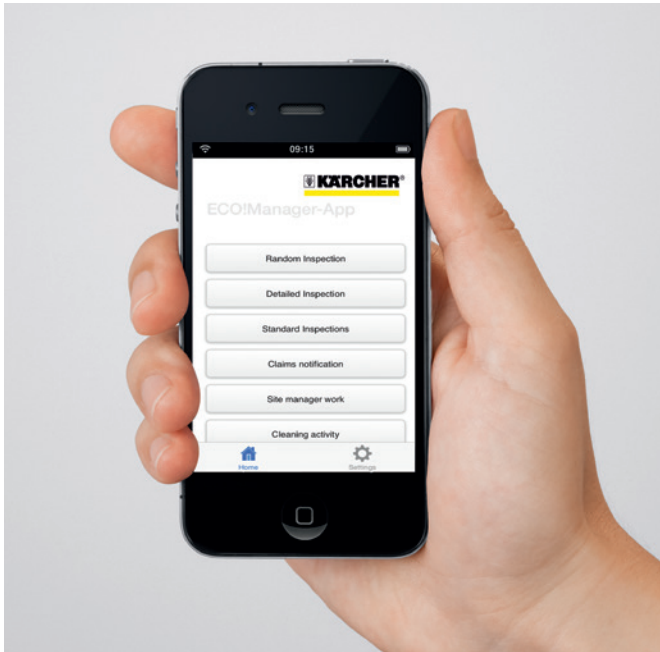 09:15
KÄRCHER®
ECO!Manager-App
Random Inspection
Detailed Inspection
Standard Inspections
Claims notification
Site manager work
Cleaning activity
Home
Settings